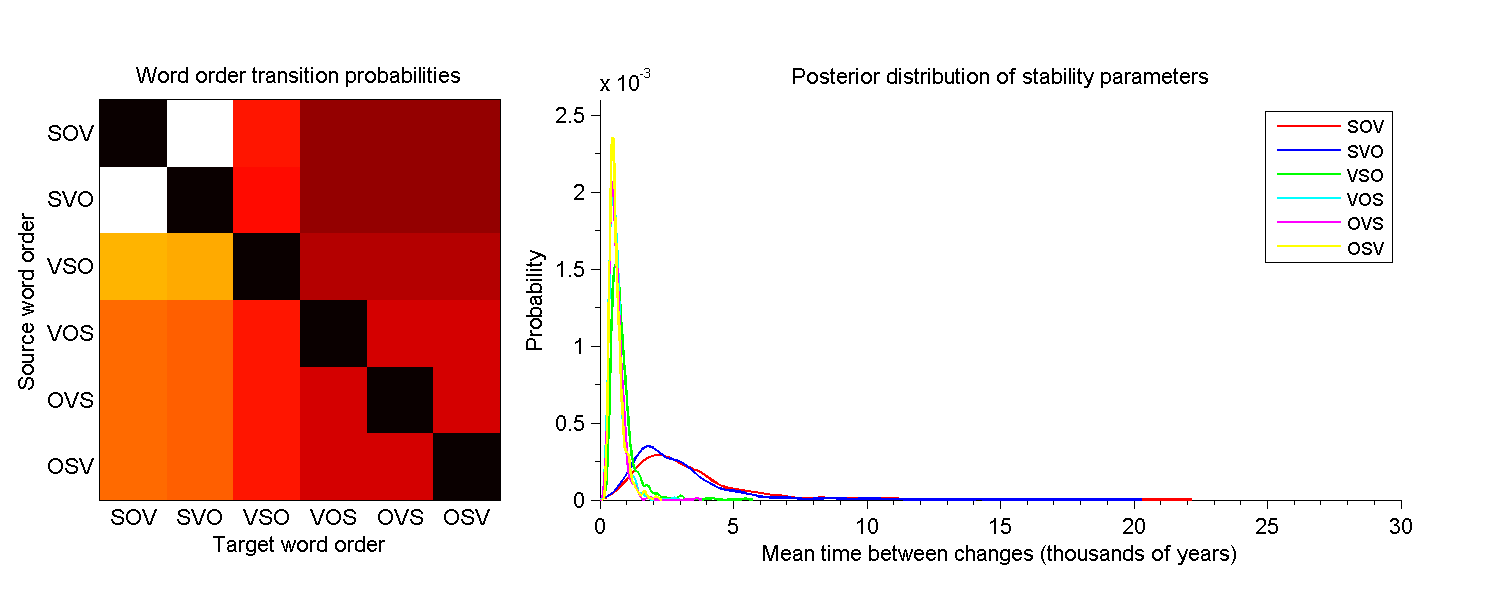 Word order transition probabilities
SOV
SVO
VSO
VOS
OVS
OSV
Source word order
SOV SVO VSO VOS OVS OSV
Target word order
Posterior distribution of stability parameters
x 10^-3
2.5
2
1.5
1
0.5
0
Probability
0 5 10 15 20 25 30
Mean time between changes (thousands of years)
SOV
SVO
VSO
VOS
OVS
OSV